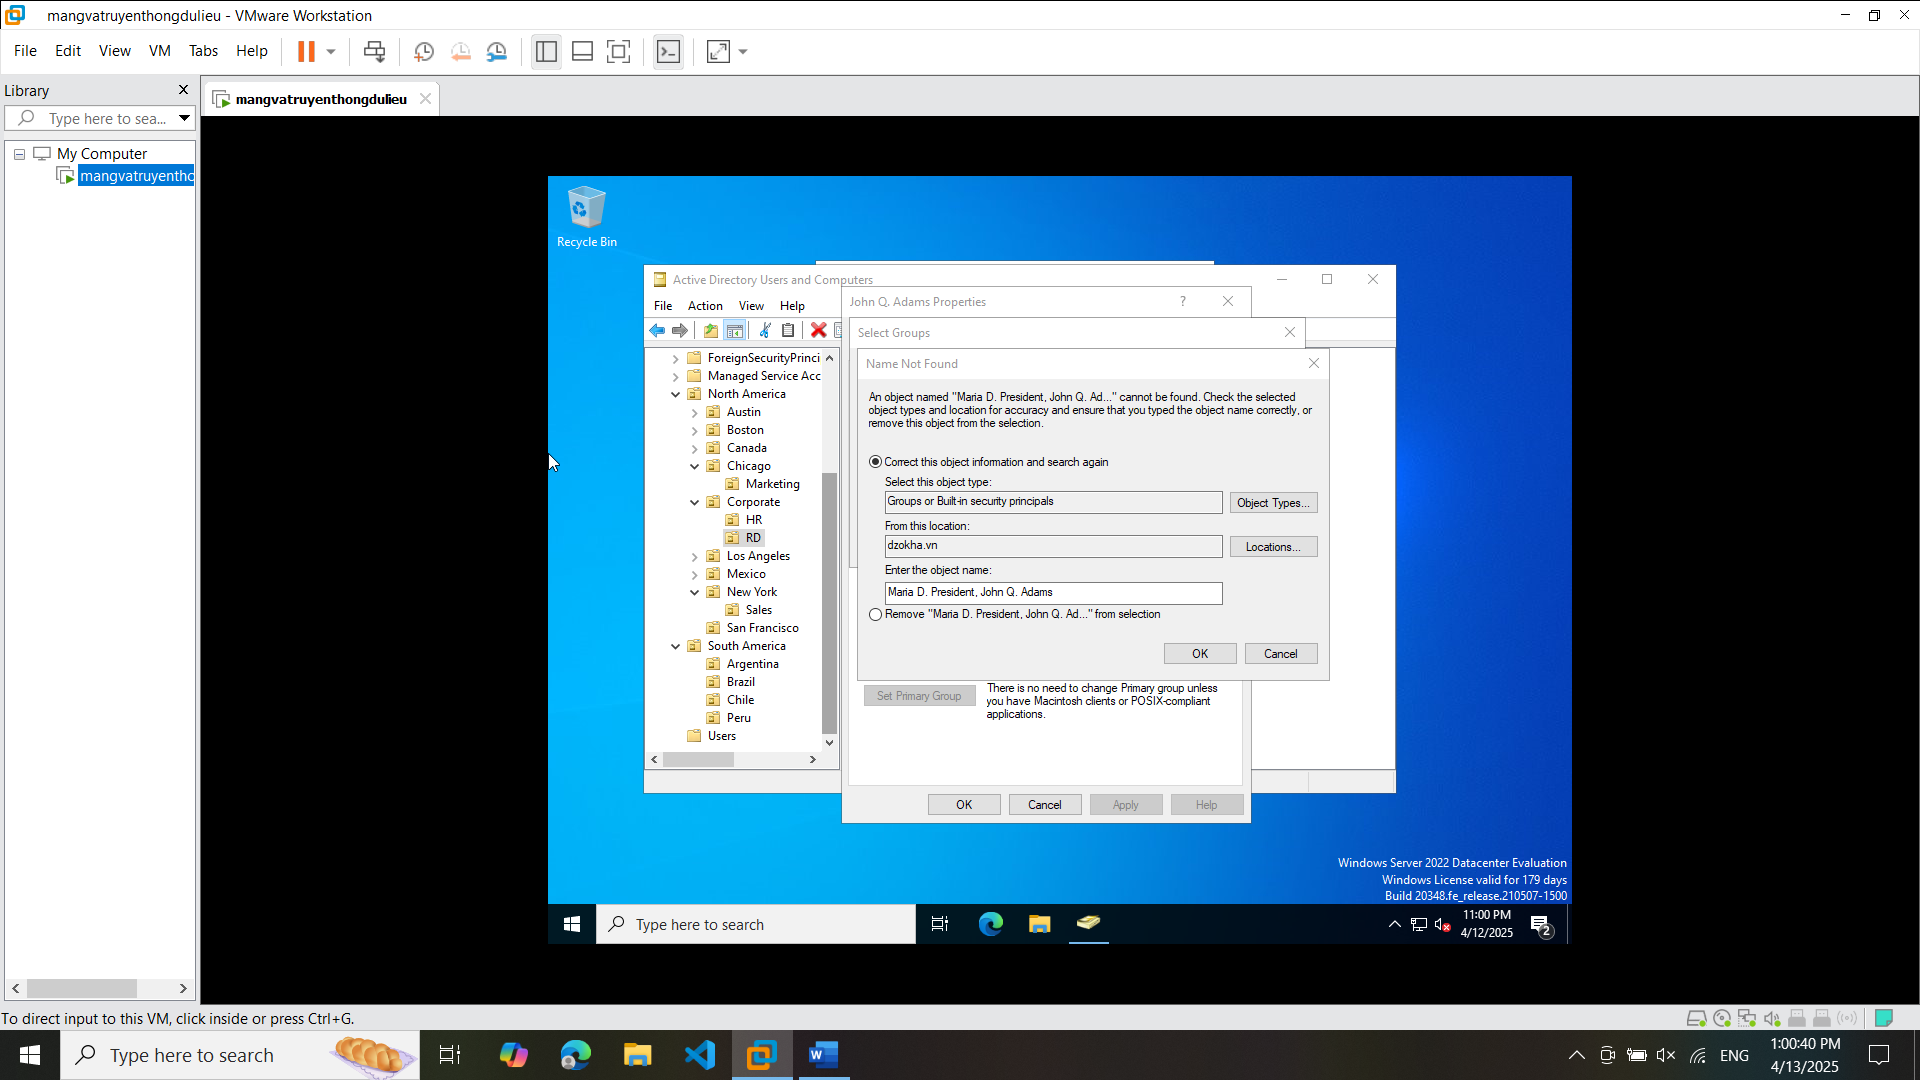 mangvatruyenthongdulieu - VMware Workstation
File Edit View VM Tabs Help
Library
mangvatruyenthongdulieu
Type here to sea...
My Computer
mangvatruyenthc
Recycle Bin
Active Directory Users and Computers
File Action View Help
John Q. Adams Properties
Select Groups
Name Not Found
An object named "Maria D. President, John Q. Ad..." cannot be found. Check the selected
object types and location for accuracy and ensure that you typed the object name correctly, or
remove this object from the selection.
Correct this object information and search again
Select this object type:
Groups or Built-in security principals
Object Types...
From this location:
dzokha.vn
Locations...
Enter the object name:
Maria D. President, John Q. Adams
Remove "Maria D. President, John Q. Ad..." from selection
OK Cancel
ForeignSecurityPrinci
Managed Service Acc
North America
Austin
Boston
Canada
Chicago
Marketing
Corporate
HR
RD
Los Angeles
Mexico
New York
Sales
San Francisco
South America
Argentina
Brazil
Chile
Peru
Users
Set Primary Group
There is no need to change Primary group unless
you have Macintosh clients or POSIX-compliant
applications.
OK Cancel Apply Help
Windows Server 2022 Datacenter Evaluation
Windows License valid for 179 days
Build 20348.fe_release.210507-1500
Type here to search
11:00 PM
4/12/2025
2
To direct input to this VM, click inside or press Ctrl+G.
Type here to search
ENG
1:00:40 PM
4/13/2025